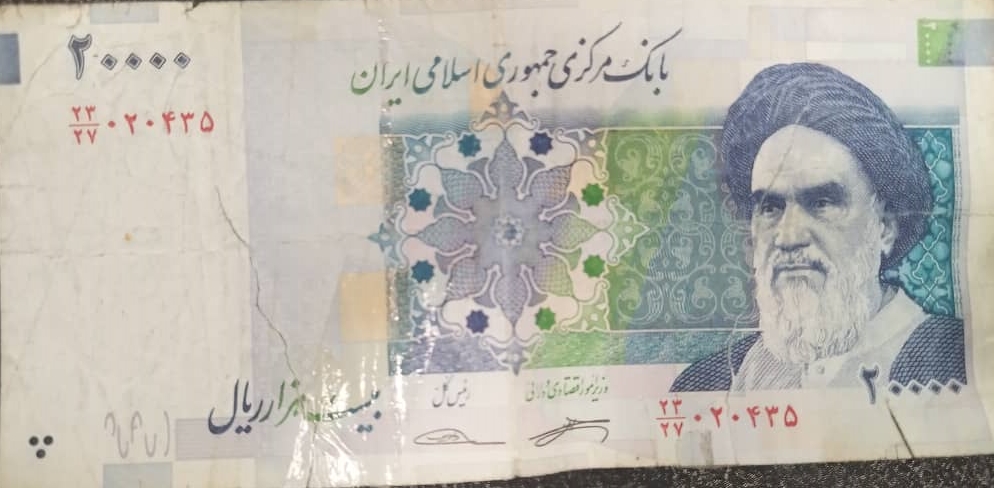 بانک مرکزی جمهوری اسلامی ایران
۲۰۰۰۰
۲۳/۲۷ ۰۲۰۴۳۵
بیست هزار ریال
رئیس کل
وزیر امور اقتصادی و دارائی
۲۳/۲۷ ۰۲۰۴۳۵
۲۰۰۰۰